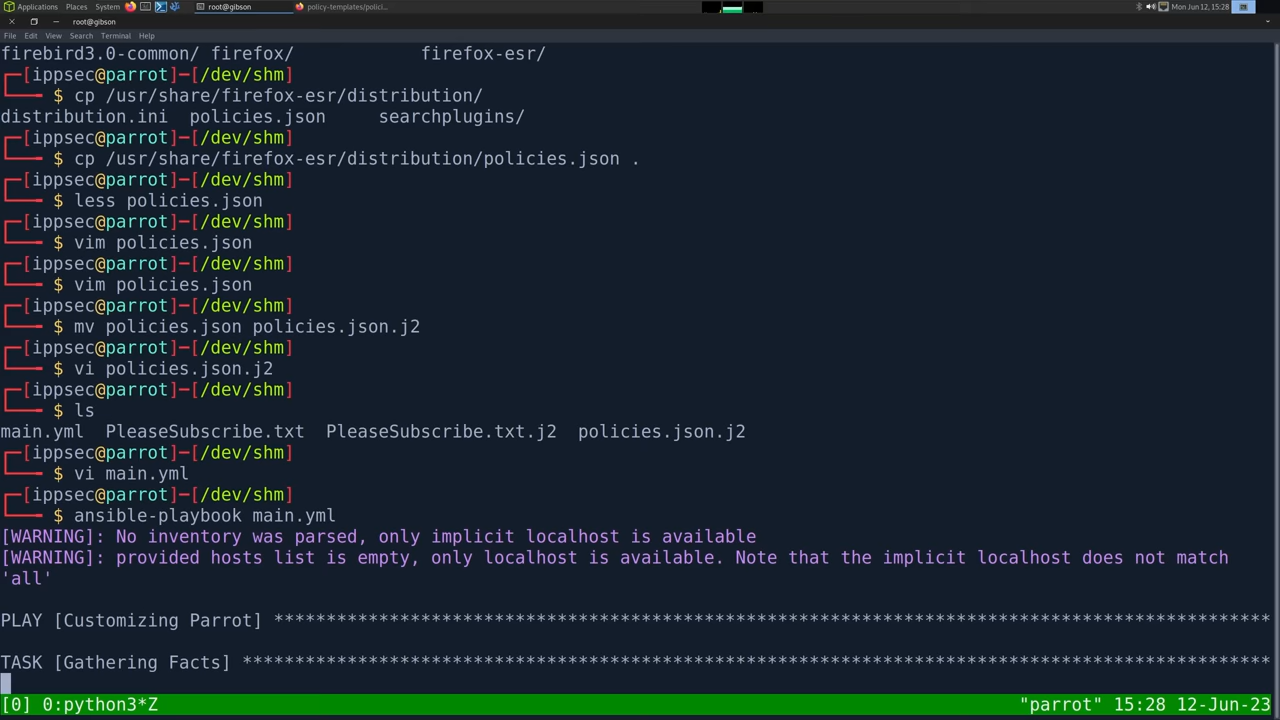 Applications Places System root@gibson policy-templates/polici... Mon Jun 12, 15:28
root@gibson
File Edit View Search Terminal Help
firebird3.0-common/ firefox/ firefox-esr/
[ippsec@parrot]─[/dev/shm]
$ cp /usr/share/firefox-esr/distribution/
distribution.ini policies.json searchplugins/
[ippsec@parrot]─[/dev/shm]
$ cp /usr/share/firefox-esr/distribution/policies.json .
[ippsec@parrot]─[/dev/shm]
$ less policies.json
[ippsec@parrot]─[/dev/shm]
$ vim policies.json
[ippsec@parrot]─[/dev/shm]
$ vim policies.json
[ippsec@parrot]─[/dev/shm]
$ mv policies.json policies.json.j2
[ippsec@parrot]─[/dev/shm]
$ vi policies.json.j2
[ippsec@parrot]─[/dev/shm]
$ ls
main.yml PleaseSubscribe.txt PleaseSubscribe.txt.j2 policies.json.j2
[ippsec@parrot]─[/dev/shm]
$ vi main.yml
[ippsec@parrot]─[/dev/shm]
$ ansible-playbook main.yml
[WARNING]: No inventory was parsed, only implicit localhost is available
[WARNING]: provided hosts list is empty, only localhost is available. Note that the implicit localhost does not match
'all'
PLAY [Customizing Parrot] ***********************************************************************************************
TASK [Gathering Facts] **************************************************************************************************
[0] 0:python3*Z "parrot" 15:28 12-Jun-23